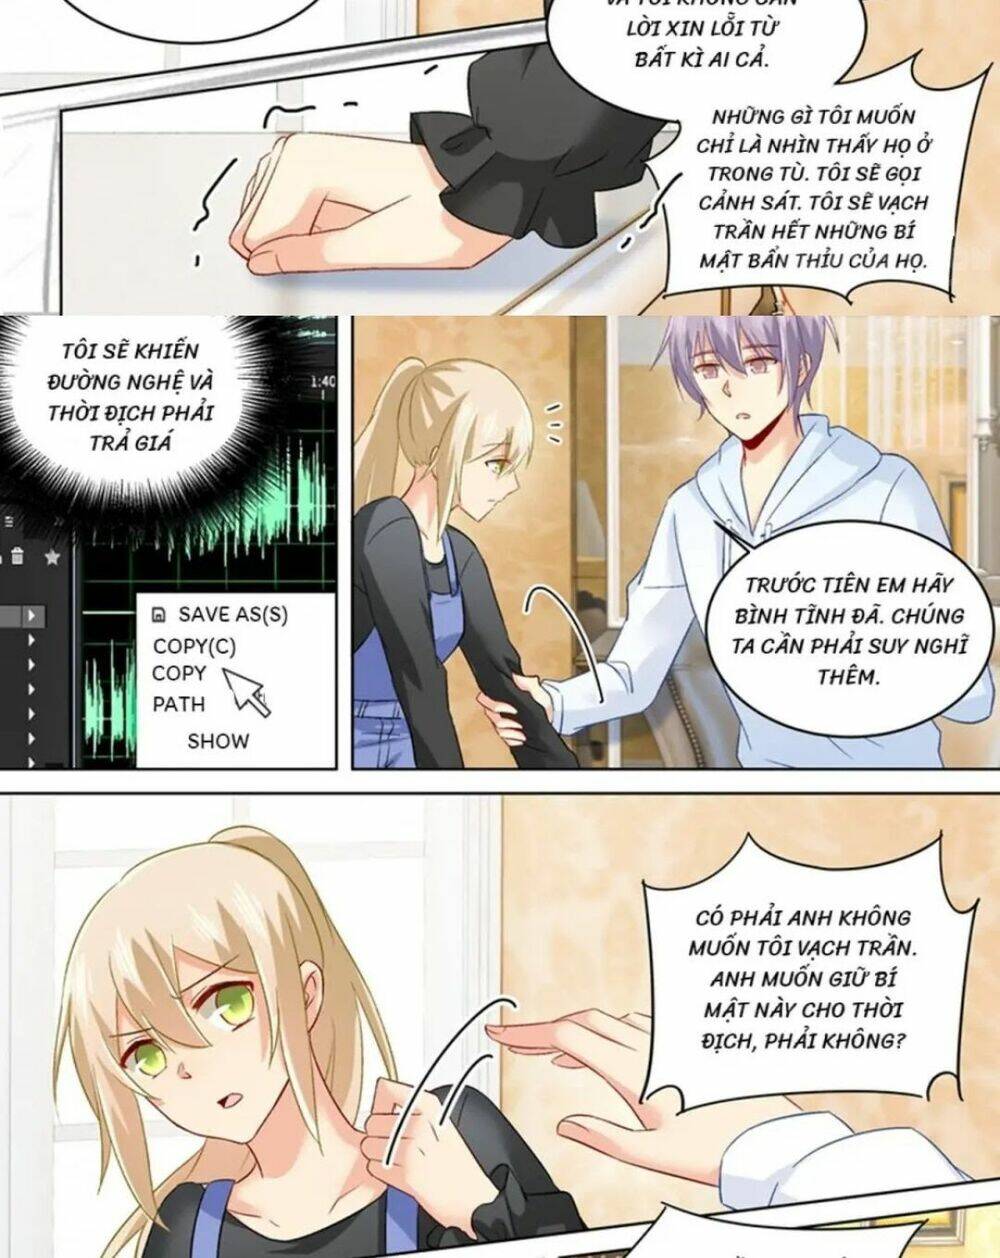 VÀ TÔI KHÔNG CẦN
LỜI XIN LỖI TỪ
BẤT KÌ AI CẢ.
NHỮNG GÌ TÔI MUỐN
CHỈ LÀ NHÌN THẤY HỌ Ở
TRONG TÙ. TÔI SẼ GỌI
CẢNH SÁT. TÔI SẼ VẠCH
TRẦN HẾT NHỮNG BÍ
MẬT BẨN THỈU CỦA HỌ.
TÔI SẼ KHIẾN
ĐƯỜNG NGHỆ VÀ
THỜI ĐỊCH PHẢI
TRẢ GIÁ
1:40
SAVE AS(S)
COPY(C)
COPY
PATH
SHOW
TRƯỚC TIÊN EM HÃY
BÌNH TĨNH ĐÃ. CHÚNG
TA CẦN PHẢI SUY NGHĨ
THÊM.
CÓ PHẢI ANH KHÔNG
MUỐN TÔI VẠCH TRẦN.
ANH MUỐN GIỮ BÍ
MẬT NÀY CHO THỜI
ĐỊCH, PHẢI KHÔNG?